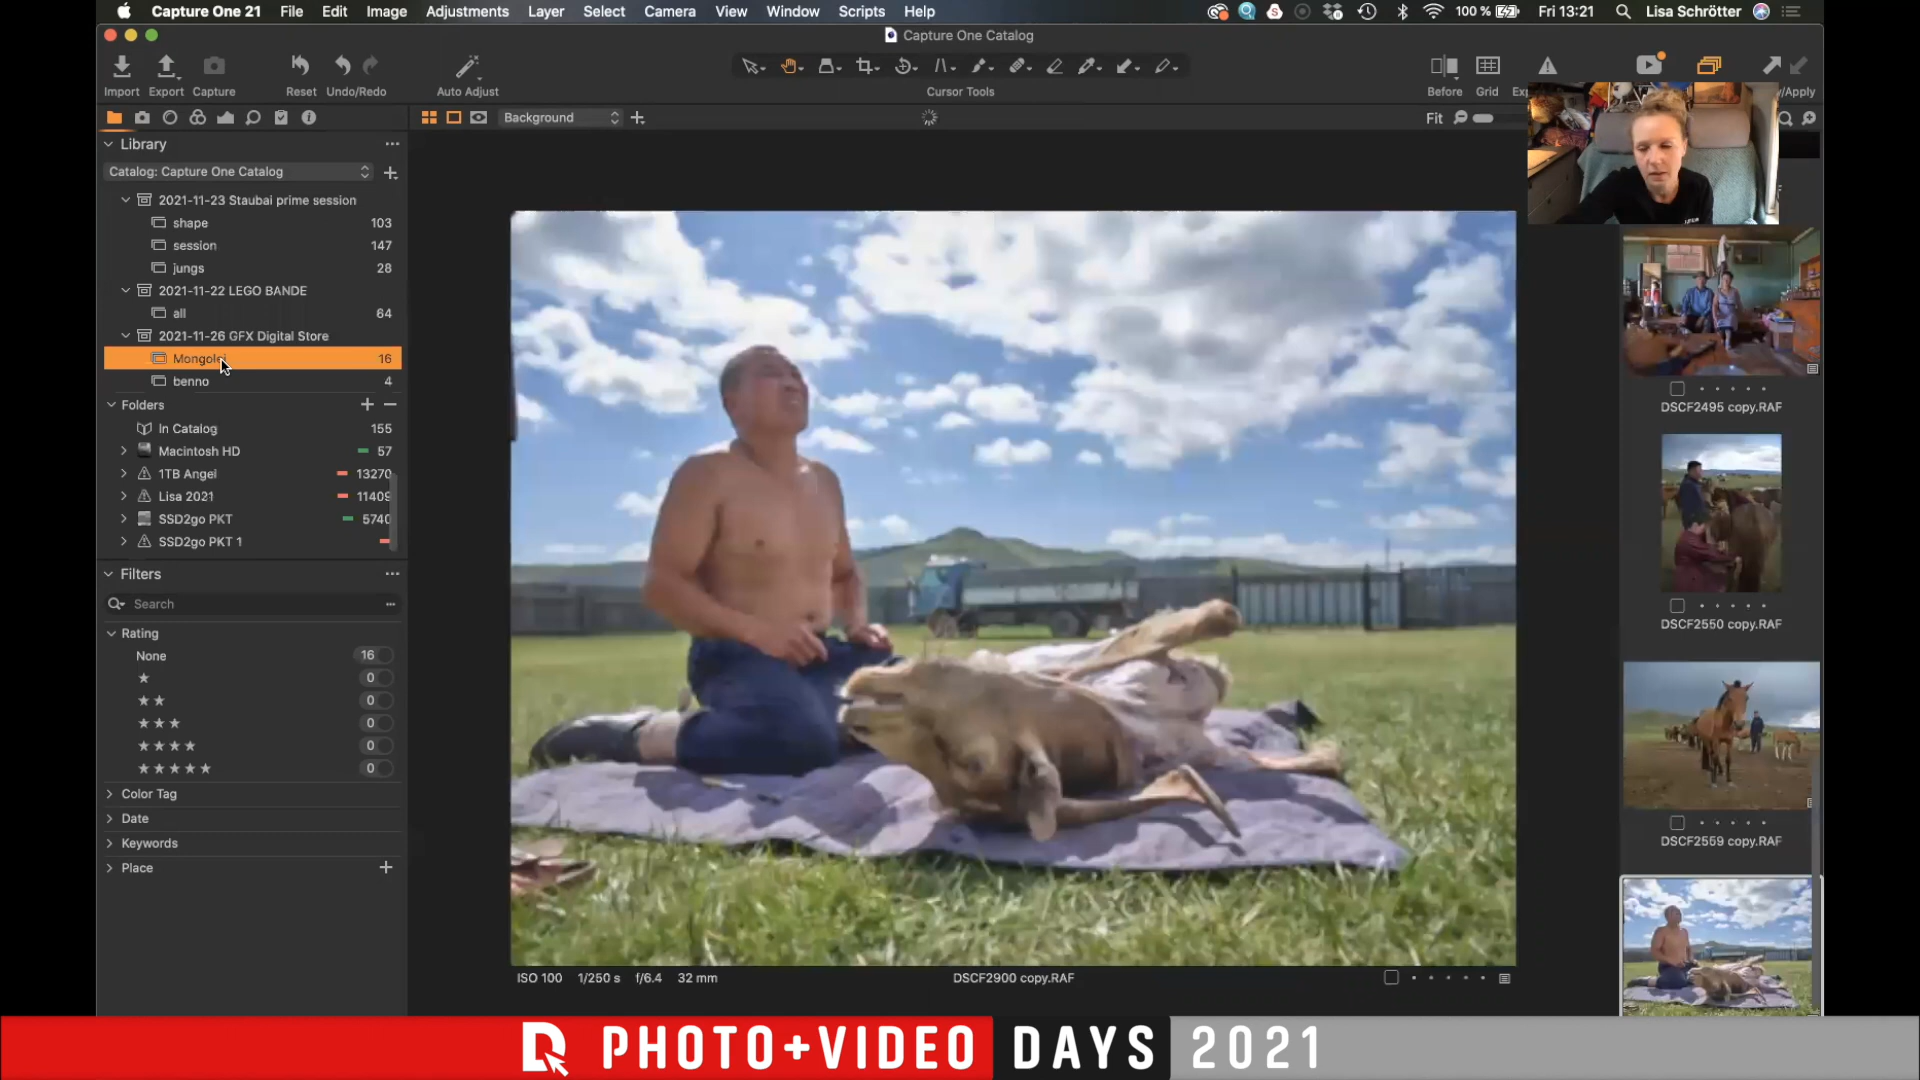 Capture One 21 File Edit Image Adjustments Layer Select Camera View Window Scripts Help 100 % Fri 13:21 Lisa Schrötter
Capture One Catalog
Import Export Capture Reset Undo/Redo Auto Adjust Cursor Tools Before Grid /Apply
Background Fit
Library
Catalog: Capture One Catalog
2021-11-23 Staubai prime session
shape 103
session 147
jungs 28
2021-11-22 LEGO BANDE
all 64
2021-11-26 GFX Digital Store
Mongolei 16
benno 4
Folders
In Catalog 155
Macintosh HD 57
1TB Angel 13270
Lisa 2021 11409
SSD2go PKT 5740
SSD2go PKT 1
Filters
Search
Rating
None 16
★ 0
★ ★ 0
★ ★ ★ 0
★ ★ ★ ★ 0
★ ★ ★ ★ ★ 0
Color Tag
Date
Keywords
Place
DSCF2495 copy.RAF
DSCF2550 copy.RAF
DSCF2559 copy.RAF
ISO 100 1/250 s f/6.4 32 mm DSCF2900 copy.RAF
PHOTO+VIDEO DAYS 2021